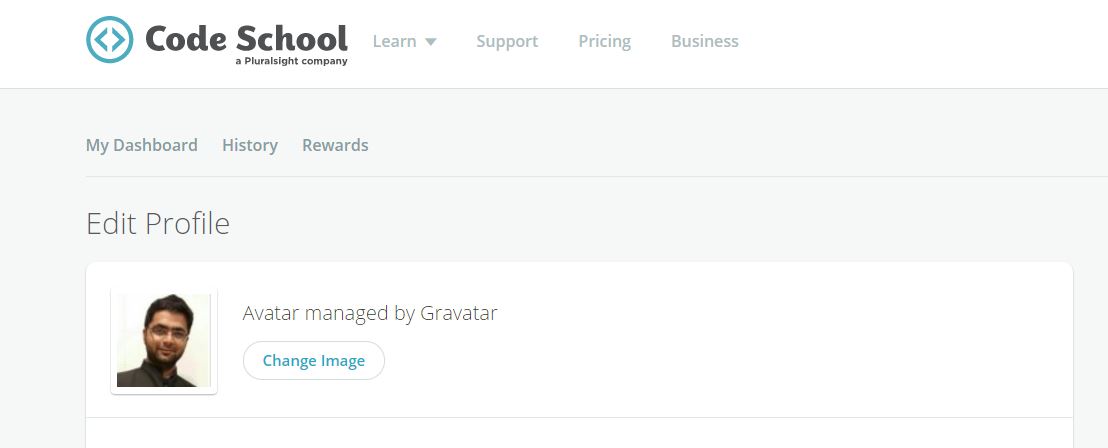 Code School
a Pluralsight company
Learn Support Pricing Business
My Dashboard History Rewards
Edit Profile
Avatar managed by Gravatar
Change Image